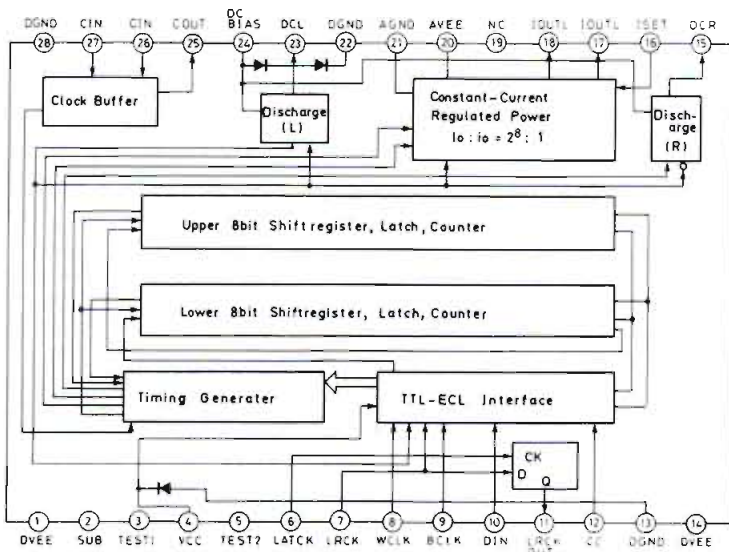 DGND CIN CIN COUT DC BIAS DCL DGND AGND AVEE NC IOUTL IOUTL ISET DCR
28 27 26 25 24 23 22 21 20 19 18 17 16 15
Clock Buffer
Discharge
(L)
Constant-Current
Regulated Power
Io : io = 2⁸ : 1
Disch-
arge
(R)
Upper 8bit Shiftregister, Latch, Counter
Lower 8bit Shiftregister, Latch, Counter
Timing Generater
TTL-ECL Interface
CK
D Q
1 2 3 4 5 6 7 8 9 10 11 12 13 14
DVEE SUB TEST1 VCC TEST2 LATCK LRCK WCLK BCLK DIN LRCK OUT CC DGND DVEE